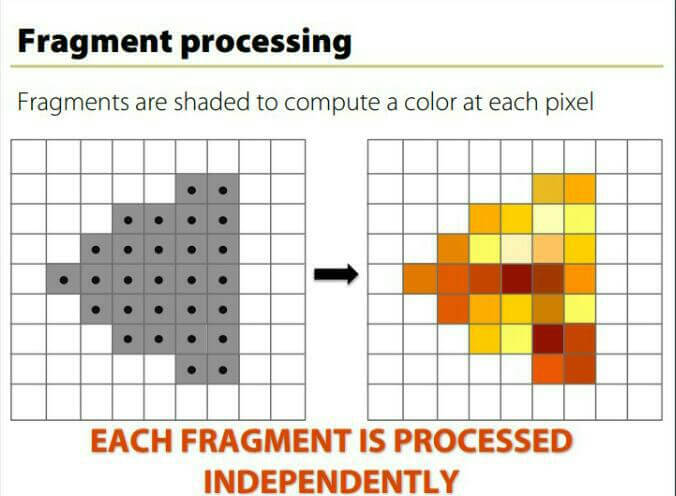 Fragment processing
Fragments are shaded to compute a color at each pixel
EACH FRAGMENT IS PROCESSED
INDEPENDENTLY